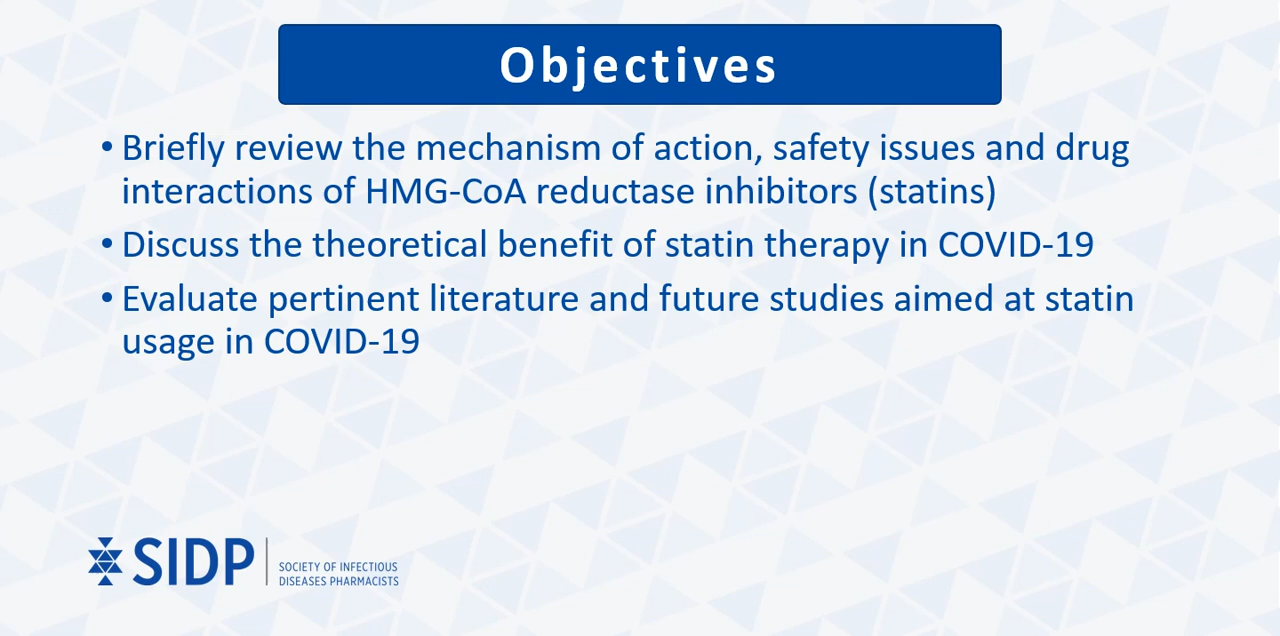 Objectives
• Briefly review the mechanism of action, safety issues and drug
interactions of HMG-CoA reductase inhibitors (statins)
• Discuss the theoretical benefit of statin therapy in COVID-19
• Evaluate pertinent literature and future studies aimed at statin
usage in COVID-19
SIDP
SOCIETY OF INFECTIOUS
DISEASES PHARMACISTS